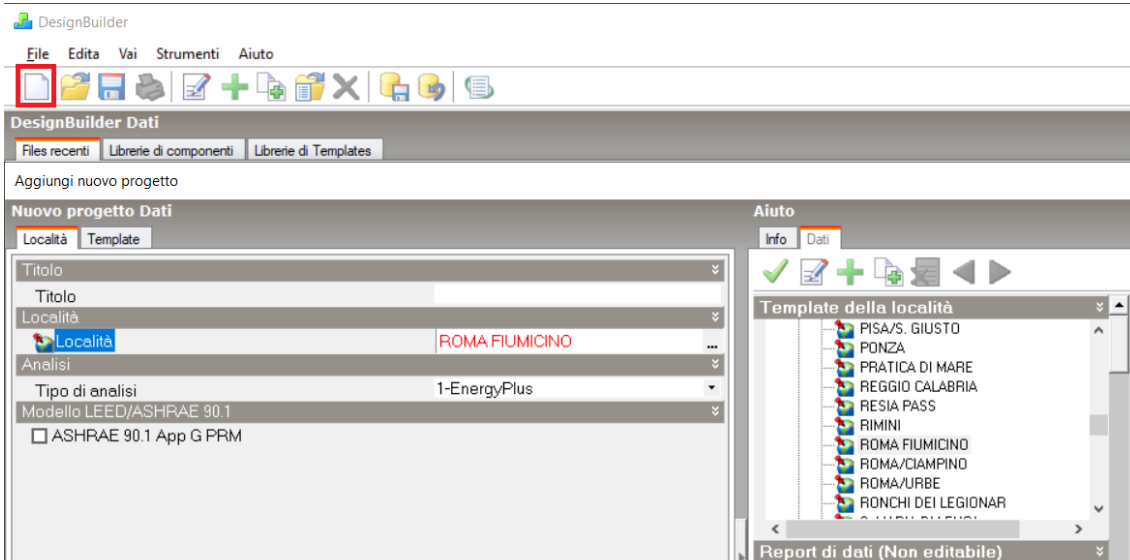 DesignBuilder
File Edita Vai Strumenti Aiuto
DesignBuilder Dati
Files recenti Librerie di componenti Librerie di Templates
Aggiungi nuovo progetto
Nuovo progetto Dati
Località Template
Titolo
Titolo
Località
Località ROMA FIUMICINO ...
Analisi
Tipo di analisi 1-EnergyPlus
Modello LEED/ASHRAE 90.1
ASHRAE 90.1 App G PRM
Aiuto
Info Dati
Template della località
PISA/S. GIUSTO
PONZA
PRATICA DI MARE
REGGIO CALABRIA
RESIA PASS
RIMINI
ROMA FIUMICINO
ROMA/CIAMPINO
ROMA/URBE
RONCHI DEI LEGIONAR
Report di dati (Non editabile)